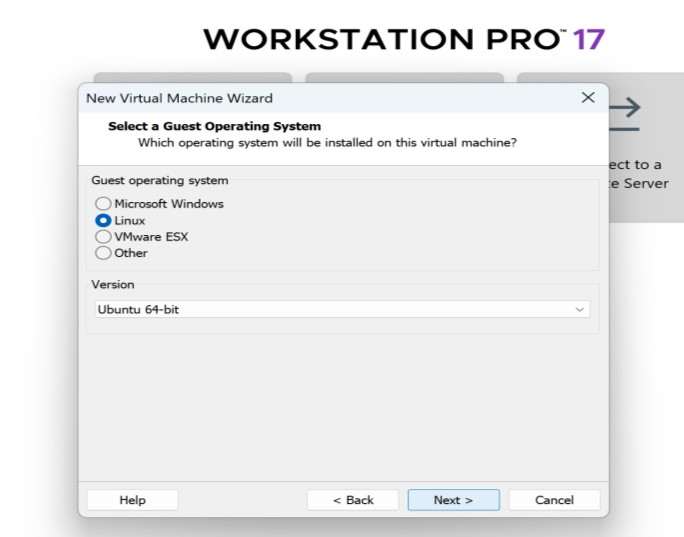 WORKSTATION PRO™ 17
New Virtual Machine Wizard
Select a Guest Operating System
Which operating system will be installed on this virtual machine?
ect to a
e Server
Guest operating system
Microsoft Windows
Linux
VMware ESX
Other
Version
Ubuntu 64-bit
Help
< Back
Next >
Cancel